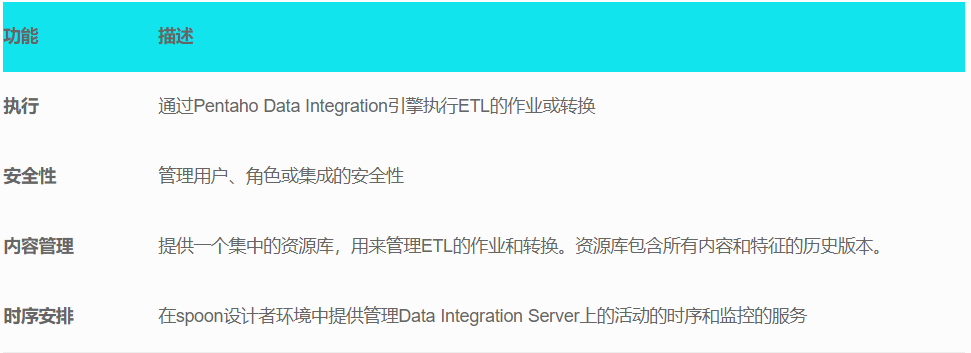 功能 描述
执行 通过Pentaho Data Integration引擎执行ETL的作业或转换
安全性 管理用户、角色或集成的安全性
内容管理 提供一个集中的资源库，用来管理ETL的作业和转换。资源库包含所有内容和特征的历史版本。
时序安排 在spoon设计者环境中提供管理Data Integration Server上的活动的时序和监控的服务